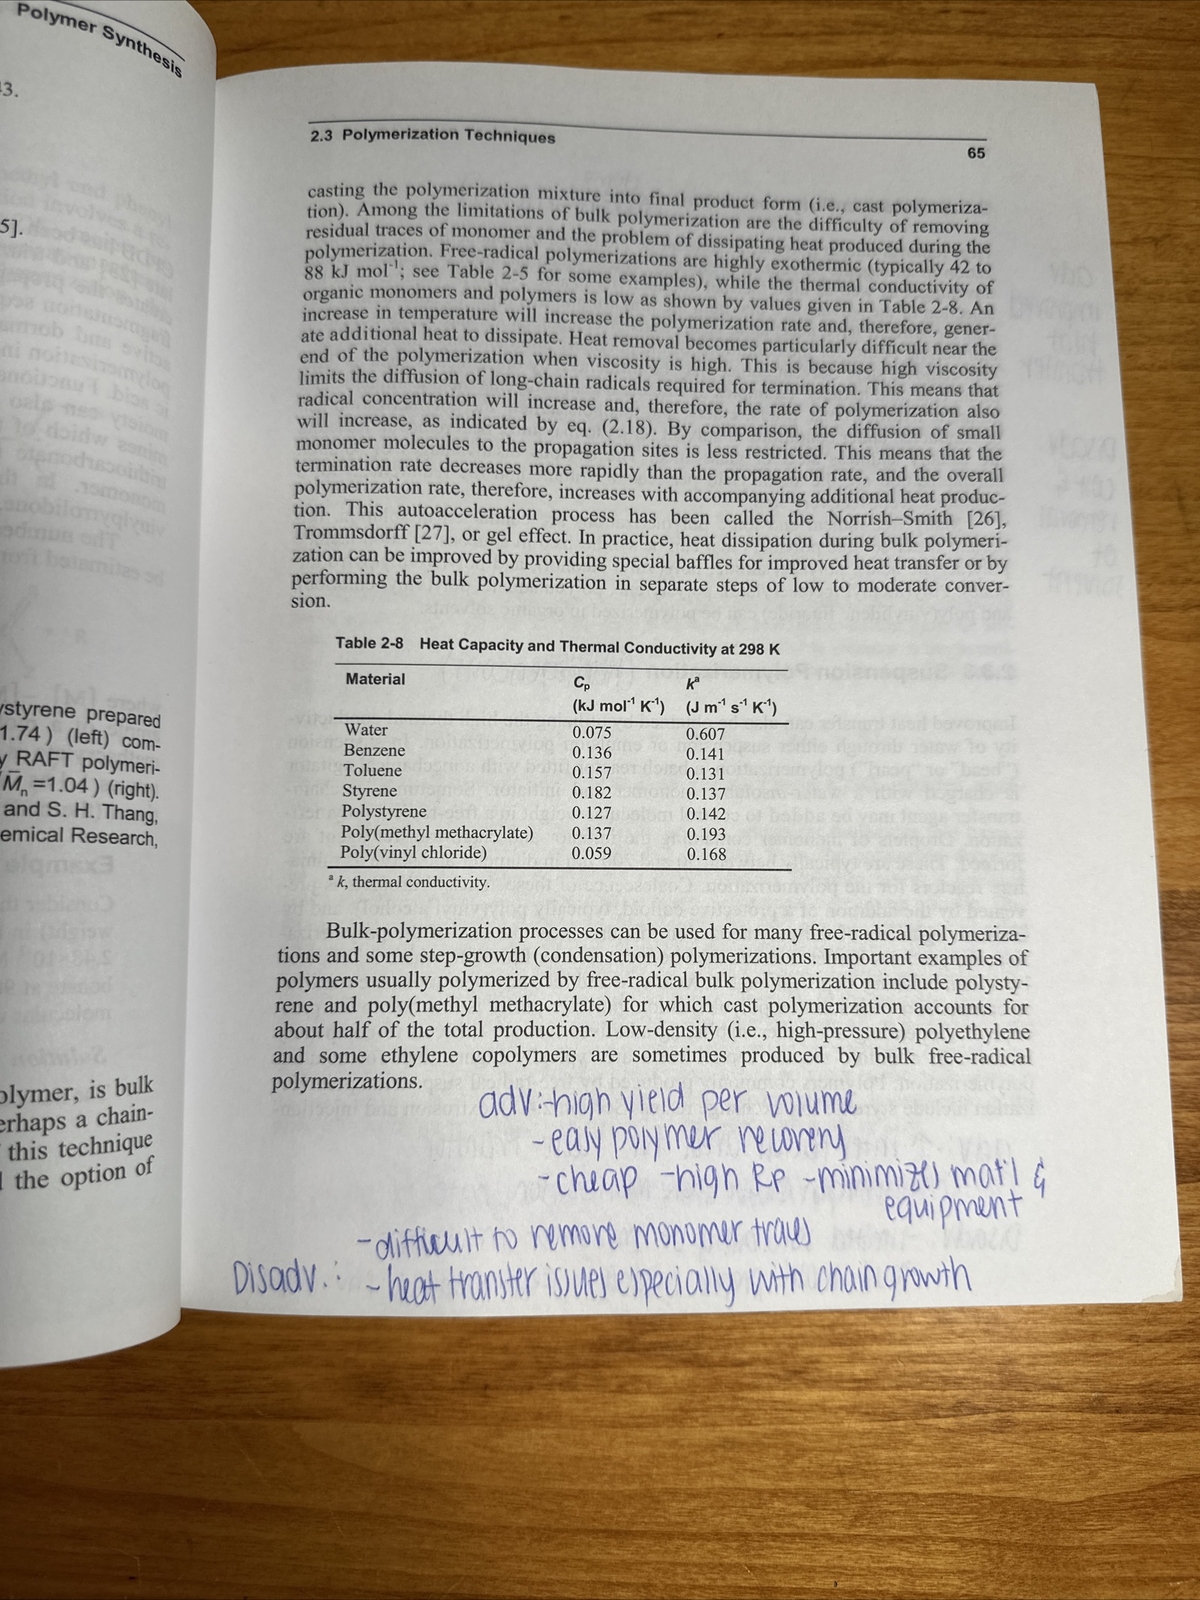 Polymer Synthesis
5].
ystyrene prepared
1.74 ) (left) com-
y RAFT polymeri-
M̄n =1.04 ) (right).
and S. H. Thang,
emical Research,
olymer, is bulk
erhaps a chain-
this technique
the option of
2.3 Polymerization Techniques
65
casting the polymerization mixture into final product form (i.e., cast polymeriza-
tion). Among the limitations of bulk polymerization are the difficulty of removing
residual traces of monomer and the problem of dissipating heat produced during the
polymerization. Free-radical polymerizations are highly exothermic (typically 42 to
88 kJ mol⁻¹; see Table 2-5 for some examples), while the thermal conductivity of
organic monomers and polymers is low as shown by values given in Table 2-8. An
increase in temperature will increase the polymerization rate and, therefore, gener-
ate additional heat to dissipate. Heat removal becomes particularly difficult near the
end of the polymerization when viscosity is high. This is because high viscosity
limits the diffusion of long-chain radicals required for termination. This means that
radical concentration will increase and, therefore, the rate of polymerization also
will increase, as indicated by eq. (2.18). By comparison, the diffusion of small
monomer molecules to the propagation sites is less restricted. This means that the
termination rate decreases more rapidly than the propagation rate, and the overall
polymerization rate, therefore, increases with accompanying additional heat produc-
tion. This autoacceleration process has been called the Norrish–Smith [26],
Trommsdorff [27], or gel effect. In practice, heat dissipation during bulk polymeri-
zation can be improved by providing special baffles for improved heat transfer or by
performing the bulk polymerization in separate steps of low to moderate conver-
sion.
Table 2-8 Heat Capacity and Thermal Conductivity at 298 K
Material Cp kᵃ
(kJ mol⁻¹ K⁻¹) (J m⁻¹ s⁻¹ K⁻¹)
Water 0.075 0.607
Benzene 0.136 0.141
Toluene 0.157 0.131
Styrene 0.182 0.137
Polystyrene 0.127 0.142
Poly(methyl methacrylate) 0.137 0.193
Poly(vinyl chloride) 0.059 0.168
ᵃ k, thermal conductivity.
Bulk-polymerization processes can be used for many free-radical polymeriza-
tions and some step-growth (condensation) polymerizations. Important examples of
polymers usually polymerized by free-radical bulk polymerization include polysty-
rene and poly(methyl methacrylate) for which cast polymerization accounts for
about half of the total production. Low-density (i.e., high-pressure) polyethylene
and some ethylene copolymers are sometimes produced by bulk free-radical
polymerizations.
adv:-high yield per volume
-easy polymer recovery
-cheap -high Rp -minimizes mat'l &
equipment
-difficult to remove monomer traces
Disadv.: -heat transfer issues especially with chain growth